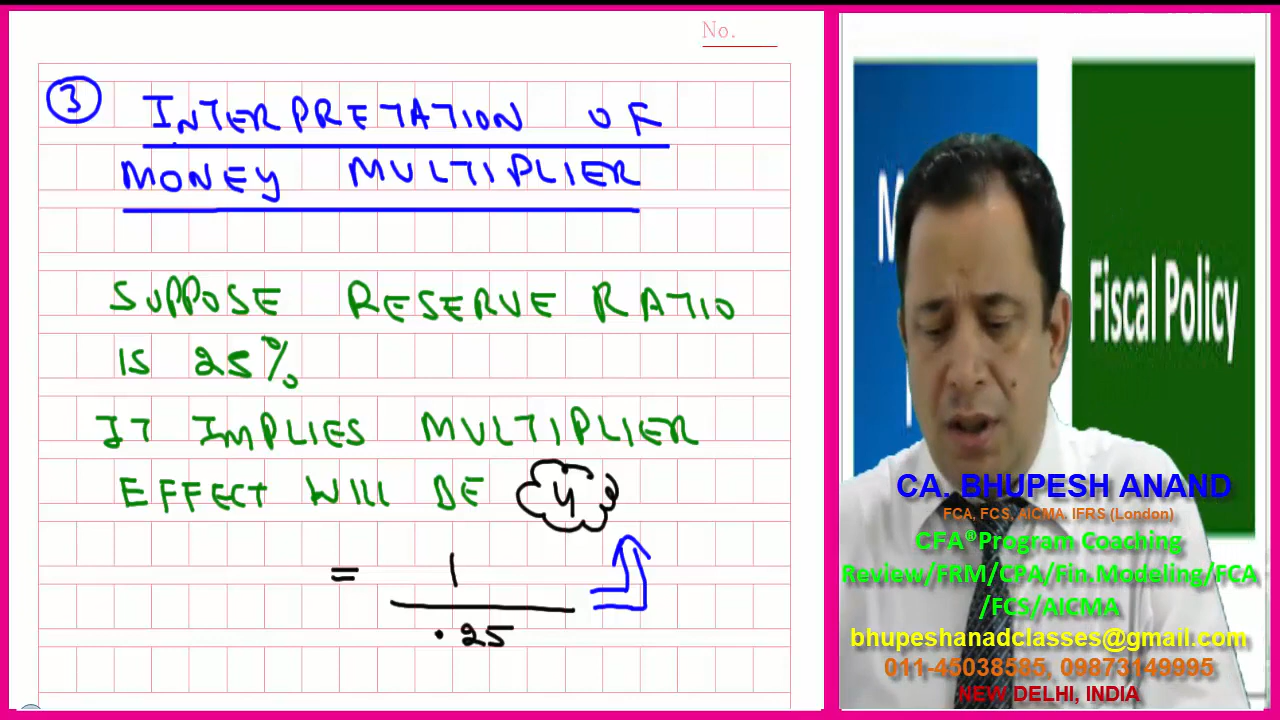 No.
3 INTERPRETATION OF
MONEY MULTIPLIER
SUPPOSE RESERVE RATIO
IS 25%
IT IMPLIES MULTIPLIER
EFFECT WILL BE 4
= 1
.25
M
Fiscal Policy
CA. BHUPESH ANAND
FCA, FCS, AICMA. IFRS (London)
CFA®Program Coaching
Review/FRM/CPA/Fin.Modeling/FCA
/FCS/AICMA
bhupeshanadclasses@gmail.com
011-45038585, 09873149995
NEW DELHI, INDIA